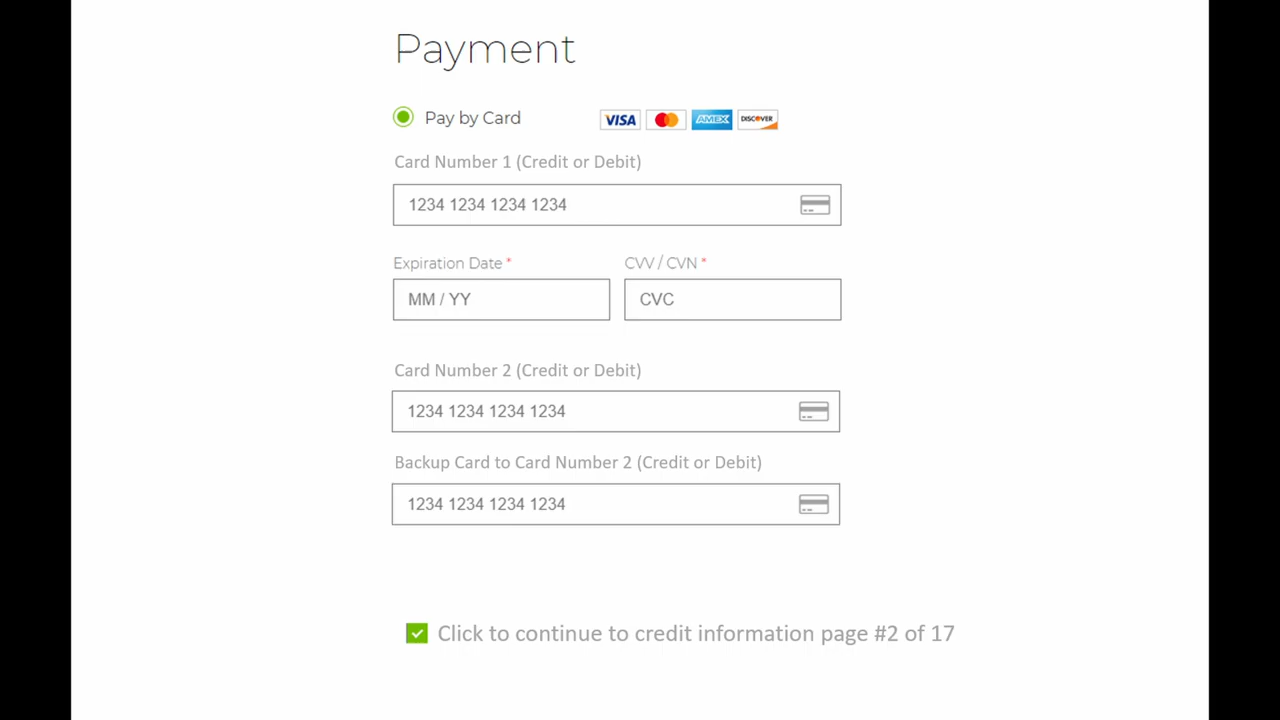 Payment
Pay by Card VISA AMEX DISCOVER
Card Number 1 (Credit or Debit)
1234 1234 1234 1234
Expiration Date * CVV / CVN *
MM / YY CVC
Card Number 2 (Credit or Debit)
1234 1234 1234 1234
Backup Card to Card Number 2 (Credit or Debit)
1234 1234 1234 1234
Click to continue to credit information page #2 of 17